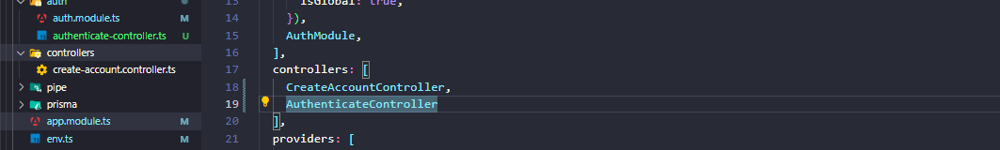 auth
auth.module.ts M
authenticate-controller.ts U
controllers
create-account.controller.ts
pipe
prisma
app.module.ts M
env.ts M
13 isGlobal: true,
14 }),
15 AuthModule,
16 ],
17 controllers: [
18 CreateAccountController,
19 AuthenticateController
20 ],
21 providers: [